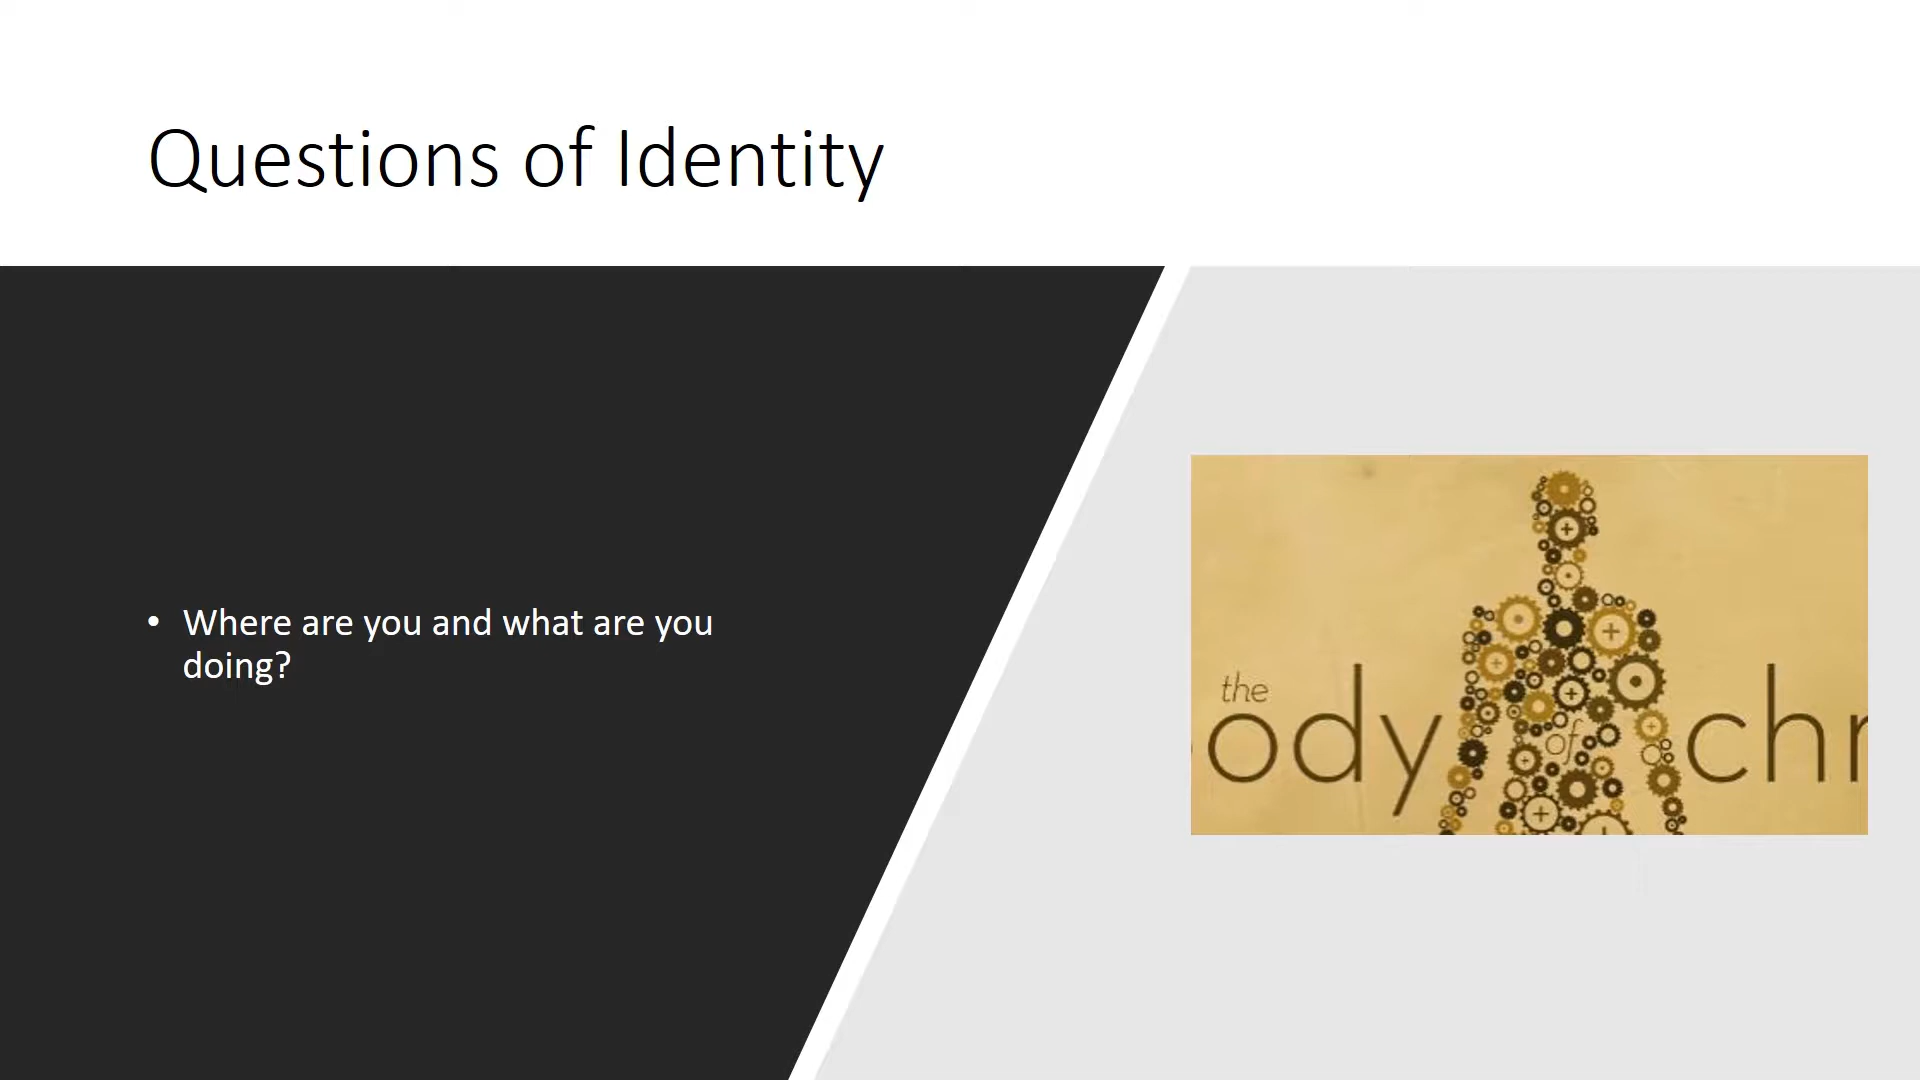 Questions of Identity
• Where are you and what are you
doing?
the
ody of chr